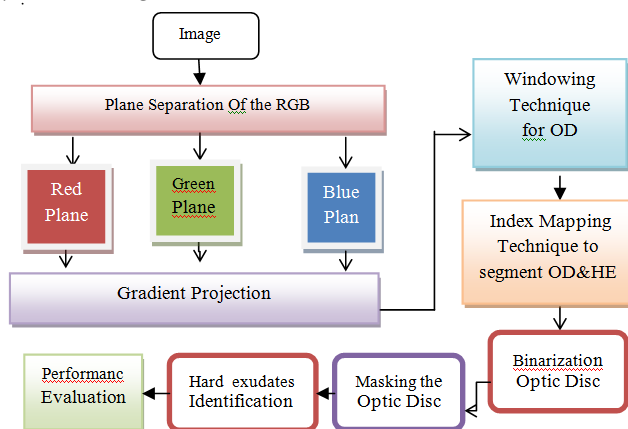 Image
Plane Separation Of the RGB
Red
Plane
Green
Plane
Blue
Plan
Gradient Projection
Windowing
Technique
for OD
Index Mapping
Technique to
segment OD&HE
Binarization
Optic Disc
Masking the
Optic Disc
Hard exudates
Identification
Performanc
Evaluation